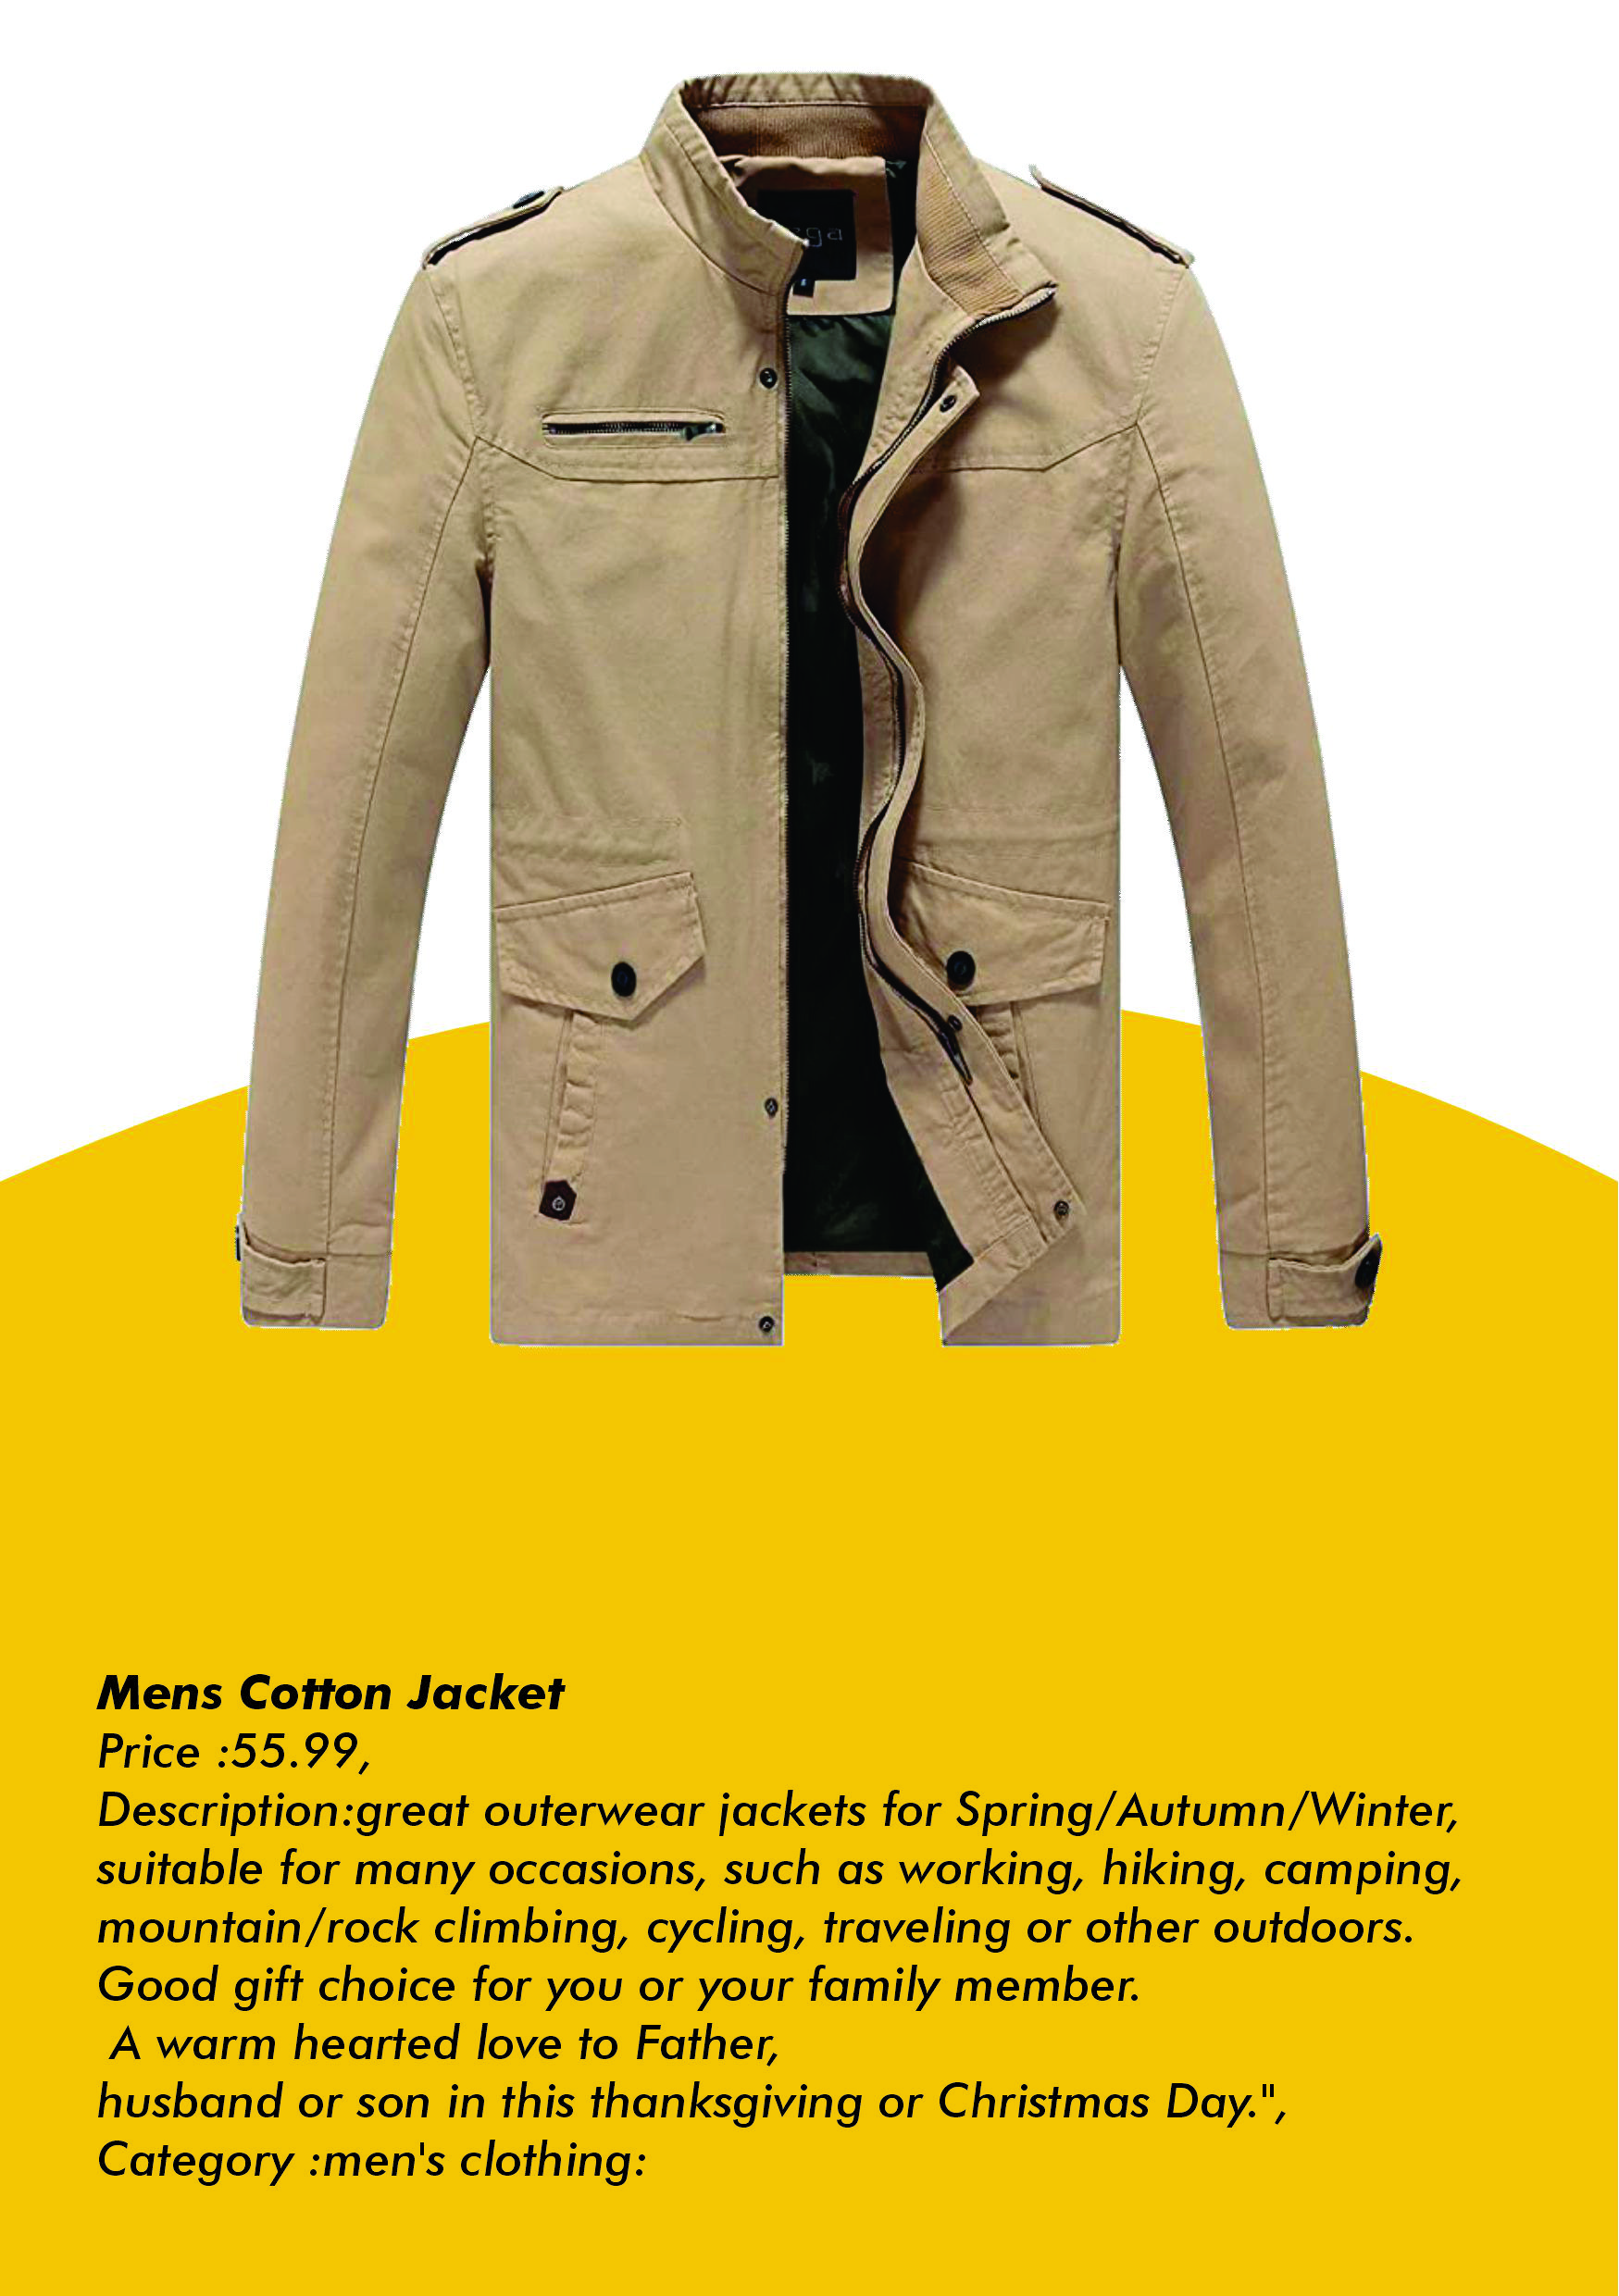 Mens Cotton Jacket
Price :55.99,
Description:great outerwear jackets for Spring/Autumn/Winter,
suitable for many occasions, such as working, hiking, camping,
mountain/rock climbing, cycling, traveling or other outdoors.
Good gift choice for you or your family member.
A warm hearted love to Father,
husband or son in this thanksgiving or Christmas Day.",
Category :men's clothing: